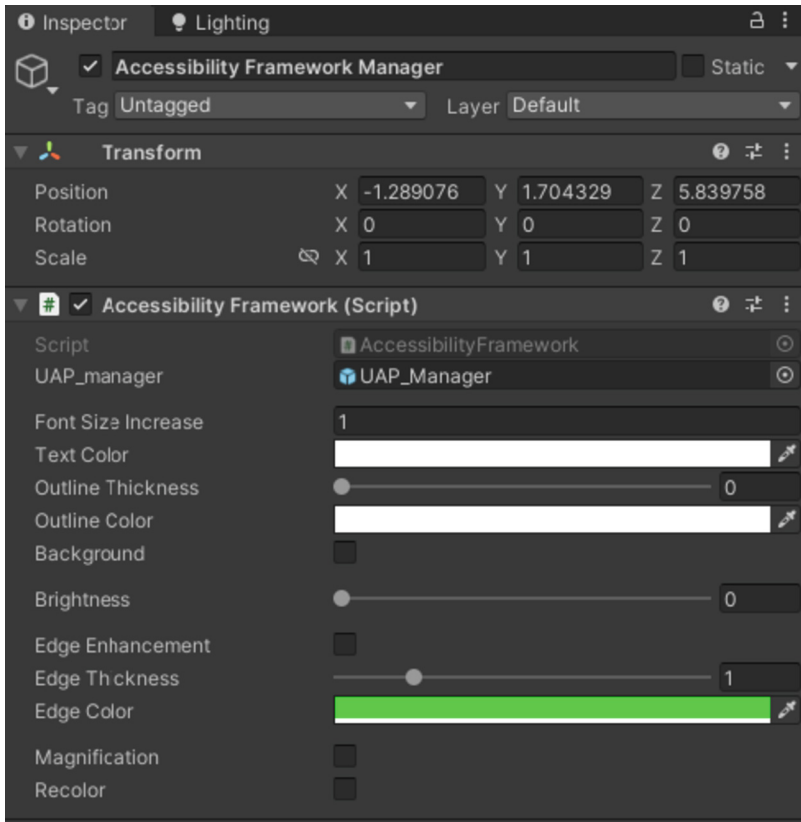 Inspector Lighting
Accessibility Framework Manager Static
Tag Untagged Layer Default
Transform
Position X -1.289076 Y 1.704329 Z 5.839758
Rotation X 0 Y 0 Z 0
Scale X 1 Y 1 Z 1
# Accessibility Framework (Script)
Script AccessibilityFramework
UAP_manager UAP_Manager
Font Size Increase 1
Text Color
Outline Thickness 0
Outline Color
Background
Brightness 0
Edge Enhancement
Edge Thickness 1
Edge Color
Magnification
Recolor